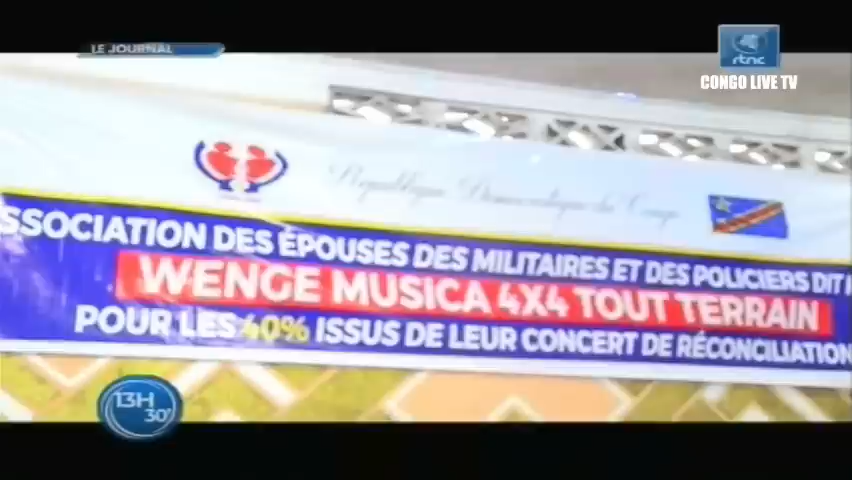 LE JOURNAL
rtnc
CONGO LIVE TV
République Démocratique du Congo
SSOCIATION DES ÉPOUSES DES MILITAIRES ET DES POLICIERS DIT
WENGE MUSICA 4X4 TOUT TERRAIN
POUR LES 40% ISSUS DE LEUR CONCERT DE RÉCONCILIATION
13H
30'